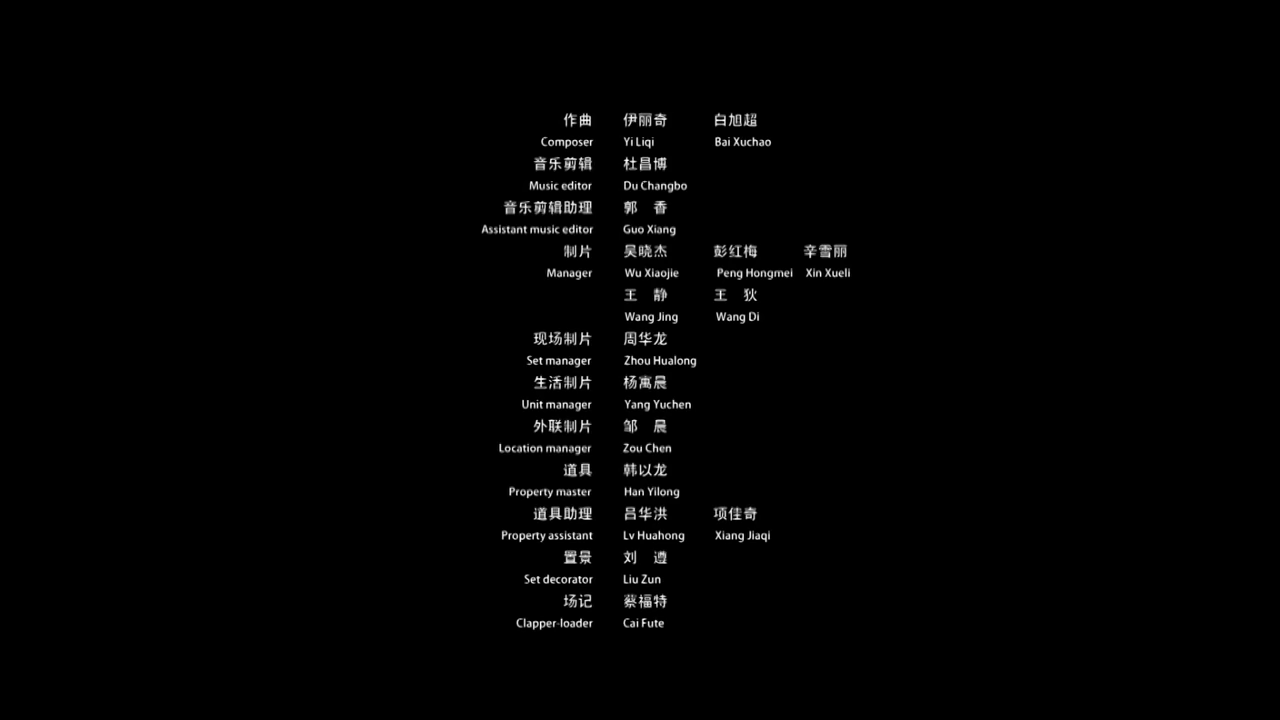 作曲 伊丽奇 白旭超
Composer Yi Liqi Bai Xuchao
音乐剪辑 杜昌博
Music editor Du Changbo
音乐剪辑助理 郭 香
Assistant music editor Guo Xiang
制片 吴晓杰 彭红梅 辛雪丽
Manager Wu Xiaojie Peng Hongmei Xin Xueli
王 静 王 狄
Wang Jing Wang Di
现场制片 周华龙
Set manager Zhou Hualong
生活制片 杨寓晨
Unit manager Yang Yuchen
外联制片 邹 晨
Location manager Zou Chen
道具 韩以龙
Property master Han Yilong
道具助理 吕华洪 项佳奇
Property assistant Lv Huahong Xiang Jiaqi
置景 刘 遵
Set decorator Liu Zun
场记 蔡福特
Clapper-loader Cai Fute